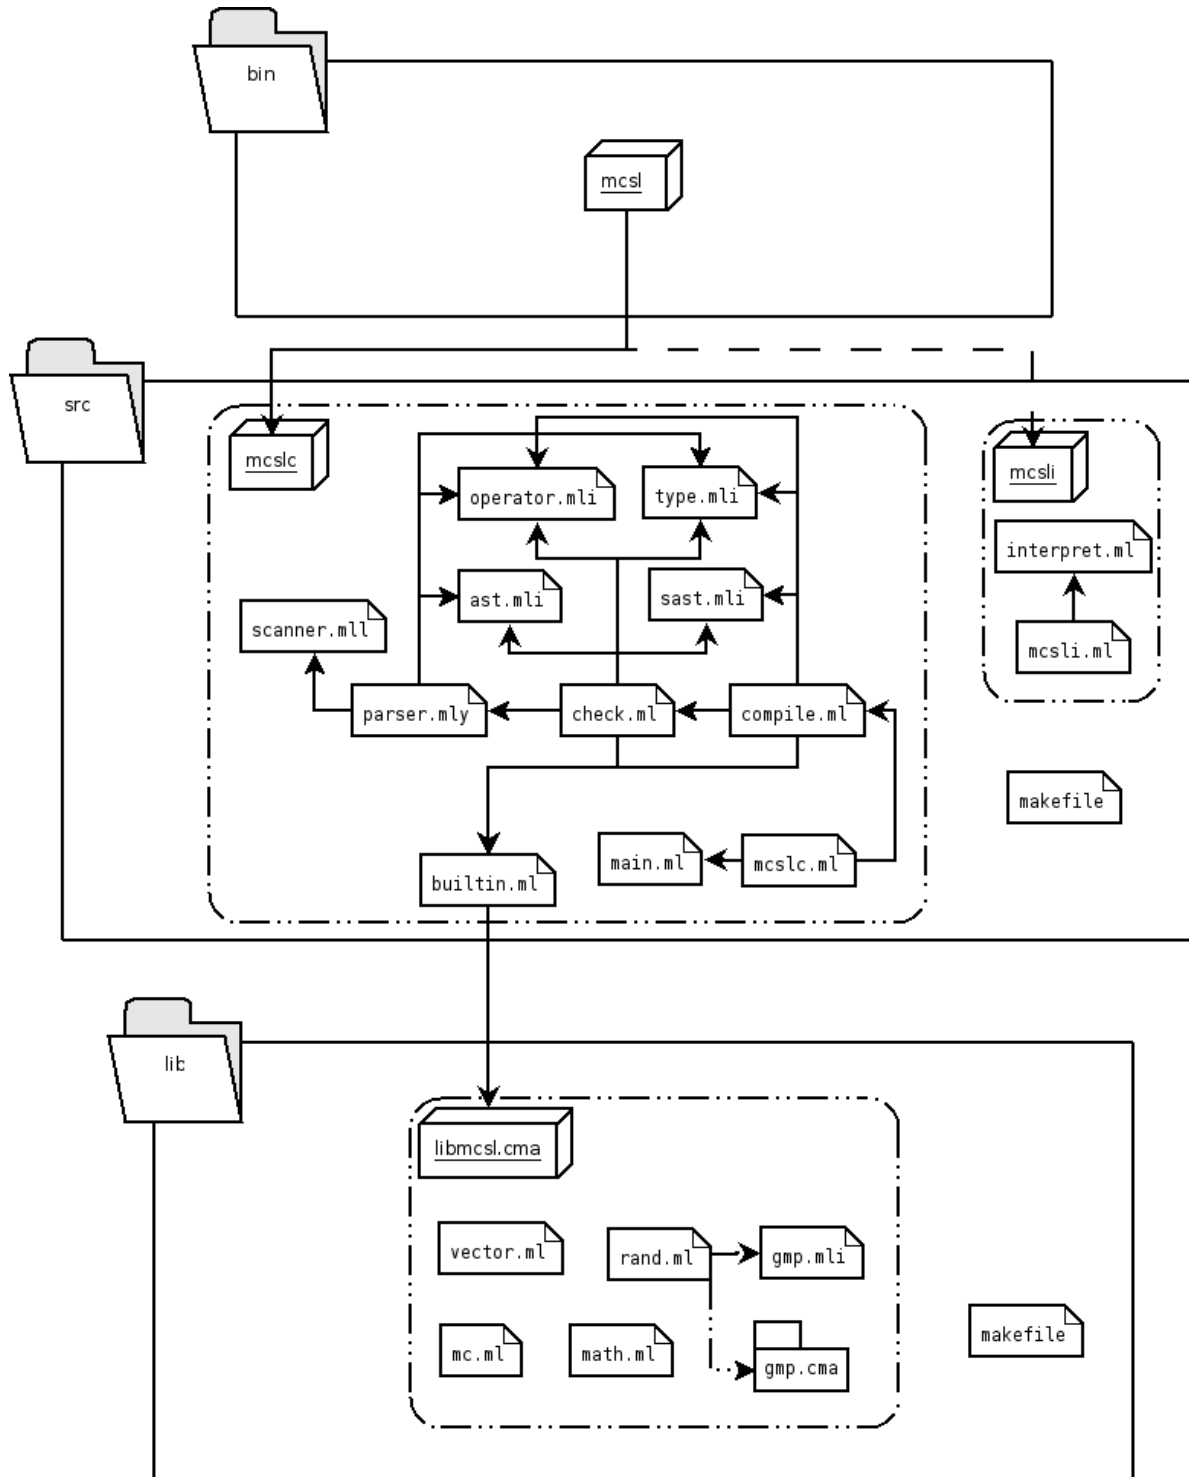 bin
mcsl
src
mcslc
mcsli
operator.mli
type.mli
interpret.ml
ast.mli
sast.mli
scanner.mll
mcsli.ml
parser.mly
check.ml
compile.ml
makefile
main.ml
mcslc.ml
builtin.ml
lib
libmcsl.cma
vector.ml
rand.ml
gmp.mli
makefile
mc.ml
math.ml
gmp.cma